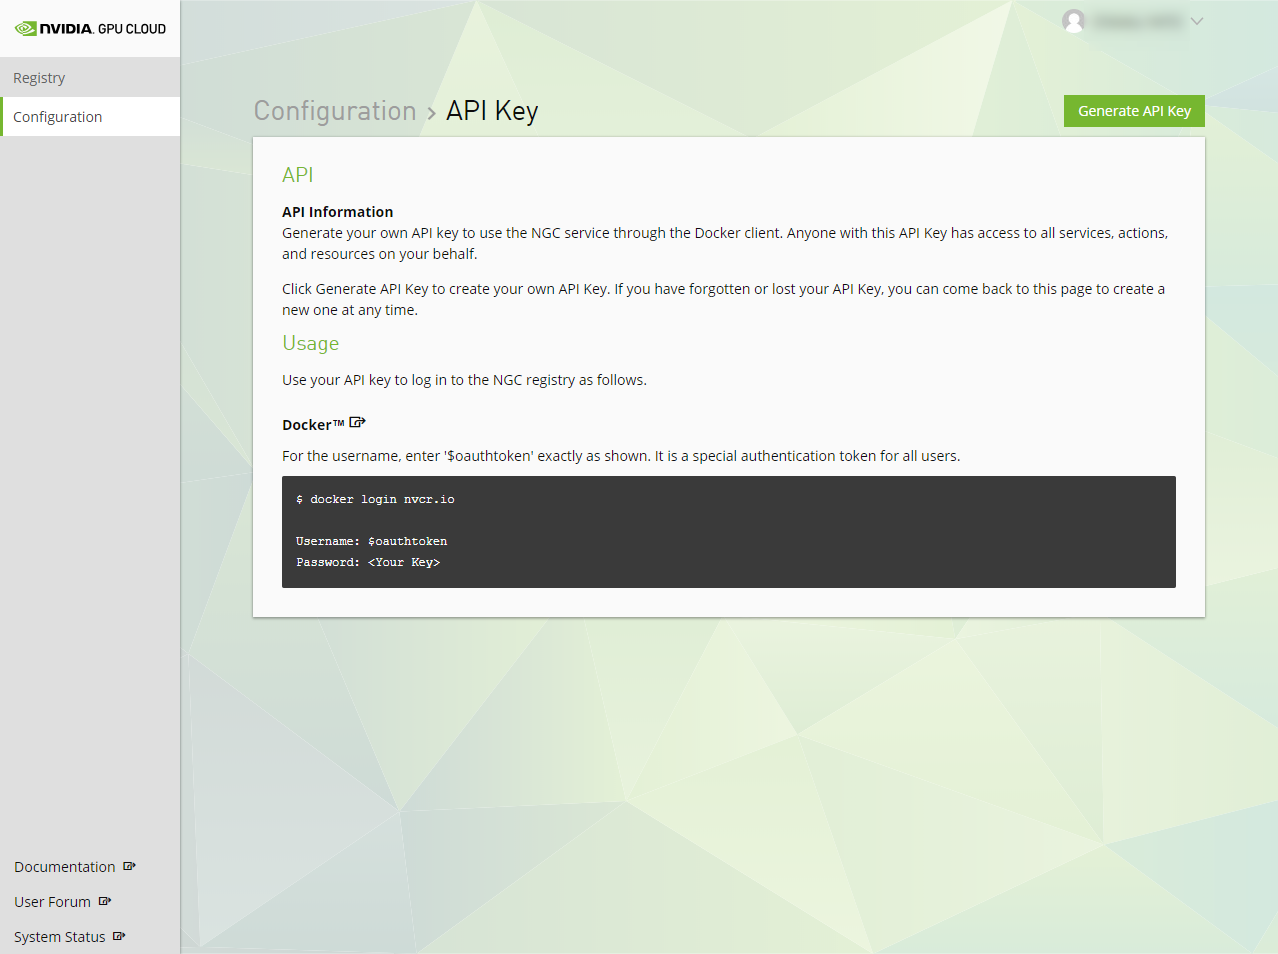 NVIDIA. GPU CLOUD
Registry
Configuration
Configuration › API Key
Generate API Key
API
API Information
Generate your own API key to use the NGC service through the Docker client. Anyone with this API Key has access to all services, actions,
and resources on your behalf.
Click Generate API Key to create your own API Key. If you have forgotten or lost your API Key, you can come back to this page to create a
new one at any time.
Usage
Use your API key to log in to the NGC registry as follows.
Docker™
For the username, enter '$oauthtoken' exactly as shown. It is a special authentication token for all users.
$ docker login nvcr.io
Username: $oauthtoken
Password: <Your Key>
Documentation
User Forum
System Status